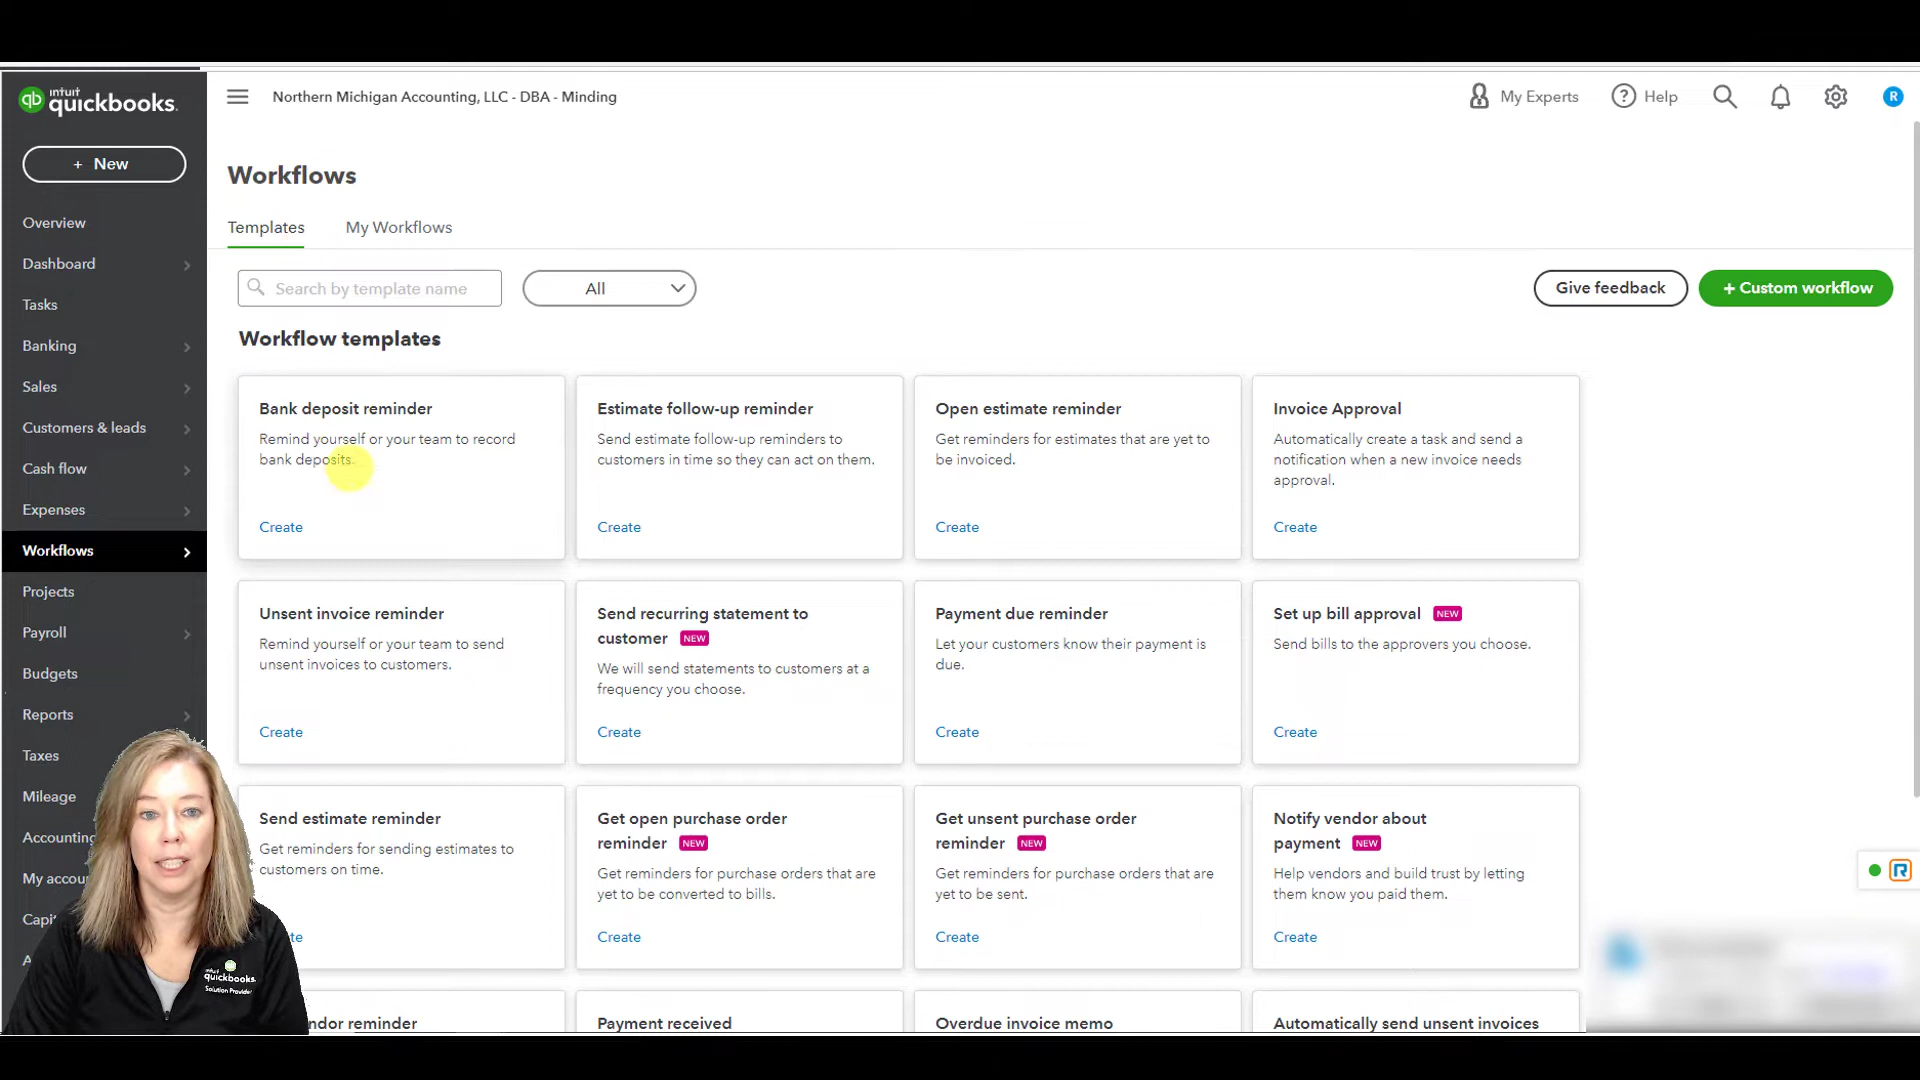 intuit
quickbooks.
Northern Michigan Accounting, LLC - DBA - Minding
My Experts
Help
R
+ New
Overview
Dashboard
Tasks
Banking
Sales
Customers & leads
Cash flow
Expenses
Workflows
Projects
Payroll
Budgets
Reports
Taxes
Mileage
Accounting
My accou
Capi
A
Workflows
Templates
My Workflows
Search by template name
All
Give feedback
+ Custom workflow
Workflow templates
Bank deposit reminder
Remind yourself or your team to record
bank deposits.
Create
Estimate follow-up reminder
Send estimate follow-up reminders to
customers in time so they can act on them.
Create
Open estimate reminder
Get reminders for estimates that are yet to
be invoiced.
Create
Invoice Approval
Automatically create a task and send a
notification when a new invoice needs
approval.
Create
Unsent invoice reminder
Remind yourself or your team to send
unsent invoices to customers.
Create
Send recurring statement to
customer NEW
We will send statements to customers at a
frequency you choose.
Create
Payment due reminder
Let your customers know their payment is
due.
Create
Set up bill approval NEW
Send bills to the approvers you choose.
Create
Send estimate reminder
Get reminders for sending estimates to
customers on time.
te
Get open purchase order
reminder NEW
Get reminders for purchase orders that are
yet to be converted to bills.
Create
Get unsent purchase order
reminder NEW
Get reminders for purchase orders that are
yet to be sent.
Create
Notify vendor about
payment NEW
Help vendors and build trust by letting
them know you paid them.
Create
ndor reminder
Payment received
Overdue invoice memo
Automatically send unsent invoices
intuit
quickbooks.
Solution Provider